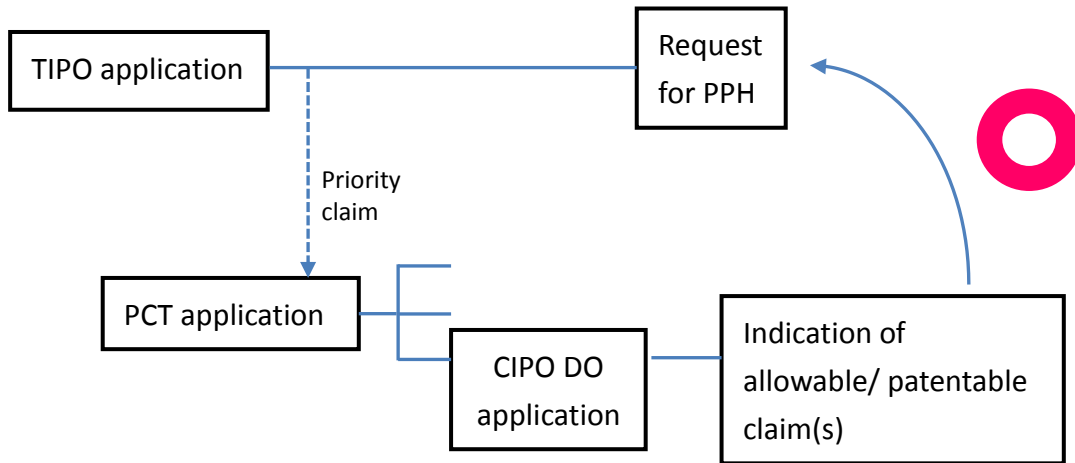 TIPO application
Request
for PPH
Priority
claim
PCT application
CIPO DO
application
Indication of
allowable/ patentable
claim(s)